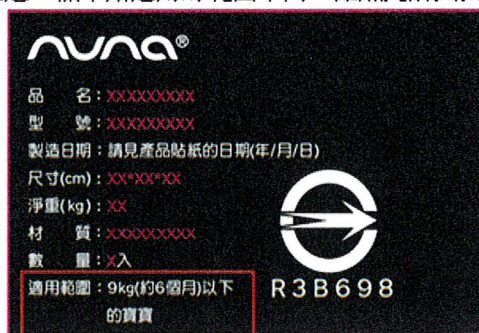 nuna®
品 名：XXXXXXXXX
型 號：XXXXXXXXX
製造日期：請見產品貼紙的日期(年/月/日)
尺寸(cm)：XX*XX*XX
淨重(kg)：XX
材 質：XXXXXXXXX
數 量：X入
適用範圍：9kg(約6個月)以下
的寶寶
R3B698